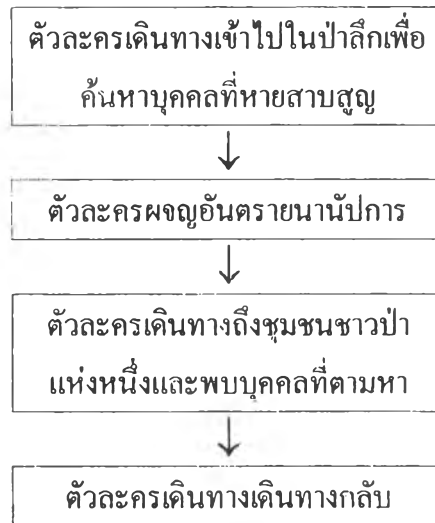 ตัวละครเดินทางเข้าไปในป่าลึกเพื่อ
ค้นหาบุคคลที่หายสาบสูญ
ตัวละครผจญอันตรายนานัปการ
ตัวละครเดินทางถึงชุมชนชาวป่า
แห่งหนึ่งและพบบุคคลที่ตามหา
ตัวละครเดินทางเดินทางกลับ